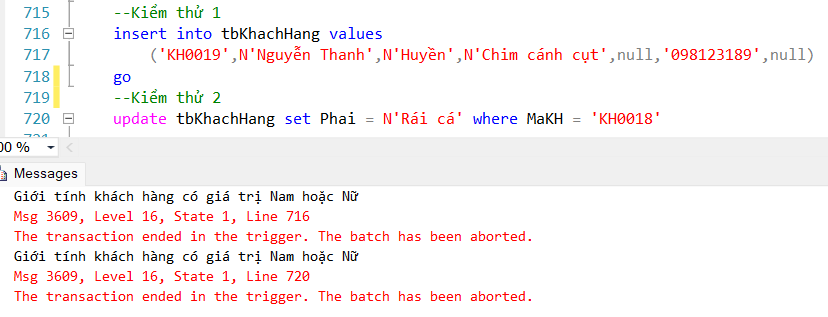 715 --Kiểm thử 1
716 insert into tbKhachHang values
717 ('KH0019',N'Nguyễn Thanh',N'Huyền',N'Chim cánh cụt',null,'098123189',null)
718 go
719 --Kiểm thử 2
720 update tbKhachHang set Phai = N'Rái cá' where MaKH = 'KH0018'
00 %
Messages
Giới tính khách hàng có giá trị Nam hoặc Nữ
Msg 3609, Level 16, State 1, Line 716
The transaction ended in the trigger. The batch has been aborted.
Giới tính khách hàng có giá trị Nam hoặc Nữ
Msg 3609, Level 16, State 1, Line 720
The transaction ended in the trigger. The batch has been aborted.